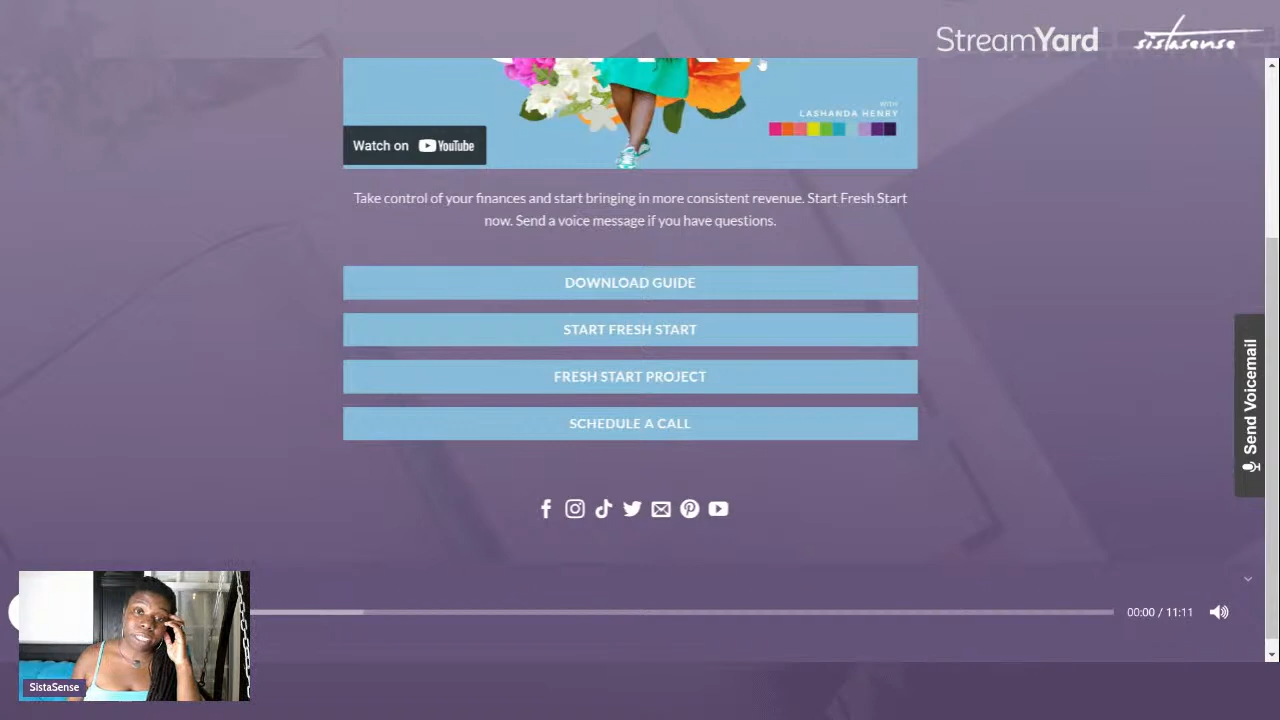 StreamYard
sistasense
WITH
LASHANDA HENRY
Watch on YouTube
Take control of your finances and start bringing in more consistent revenue. Start Fresh Start
now. Send a voice message if you have questions.
DOWNLOAD GUIDE
START FRESH START
FRESH START PROJECT
SCHEDULE A CALL
Send Voicemail
00:00 / 11:11
SistaSense